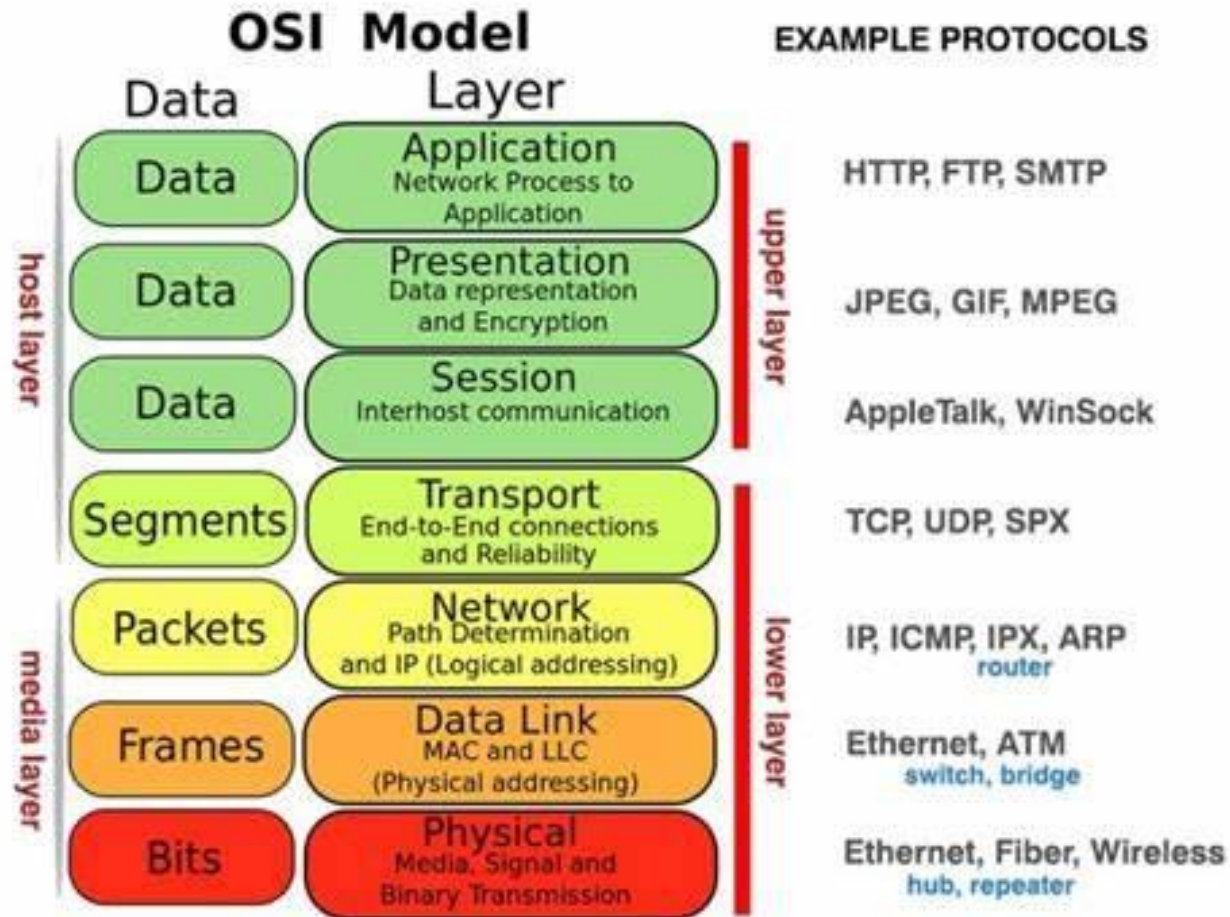 OSI Model
EXAMPLE PROTOCOLS
Data
Layer
host layer
media layer
upper layer
lower layer
Data
Application
Network Process to
Application
HTTP, FTP, SMTP
Data
Presentation
Data representation
and Encryption
JPEG, GIF, MPEG
Data
Session
Interhost communication
AppleTalk, WinSock
Segments
Transport
End-to-End connections
and Reliability
TCP, UDP, SPX
Packets
Network
Path Determination
and IP (Logical addressing)
IP, ICMP, IPX, ARP
router
Frames
Data Link
MAC and LLC
(Physical addressing)
Ethernet, ATM
switch, bridge
Bits
Physical
Media, Signal and
Binary Transmission
Ethernet, Fiber, Wireless
hub, repeater